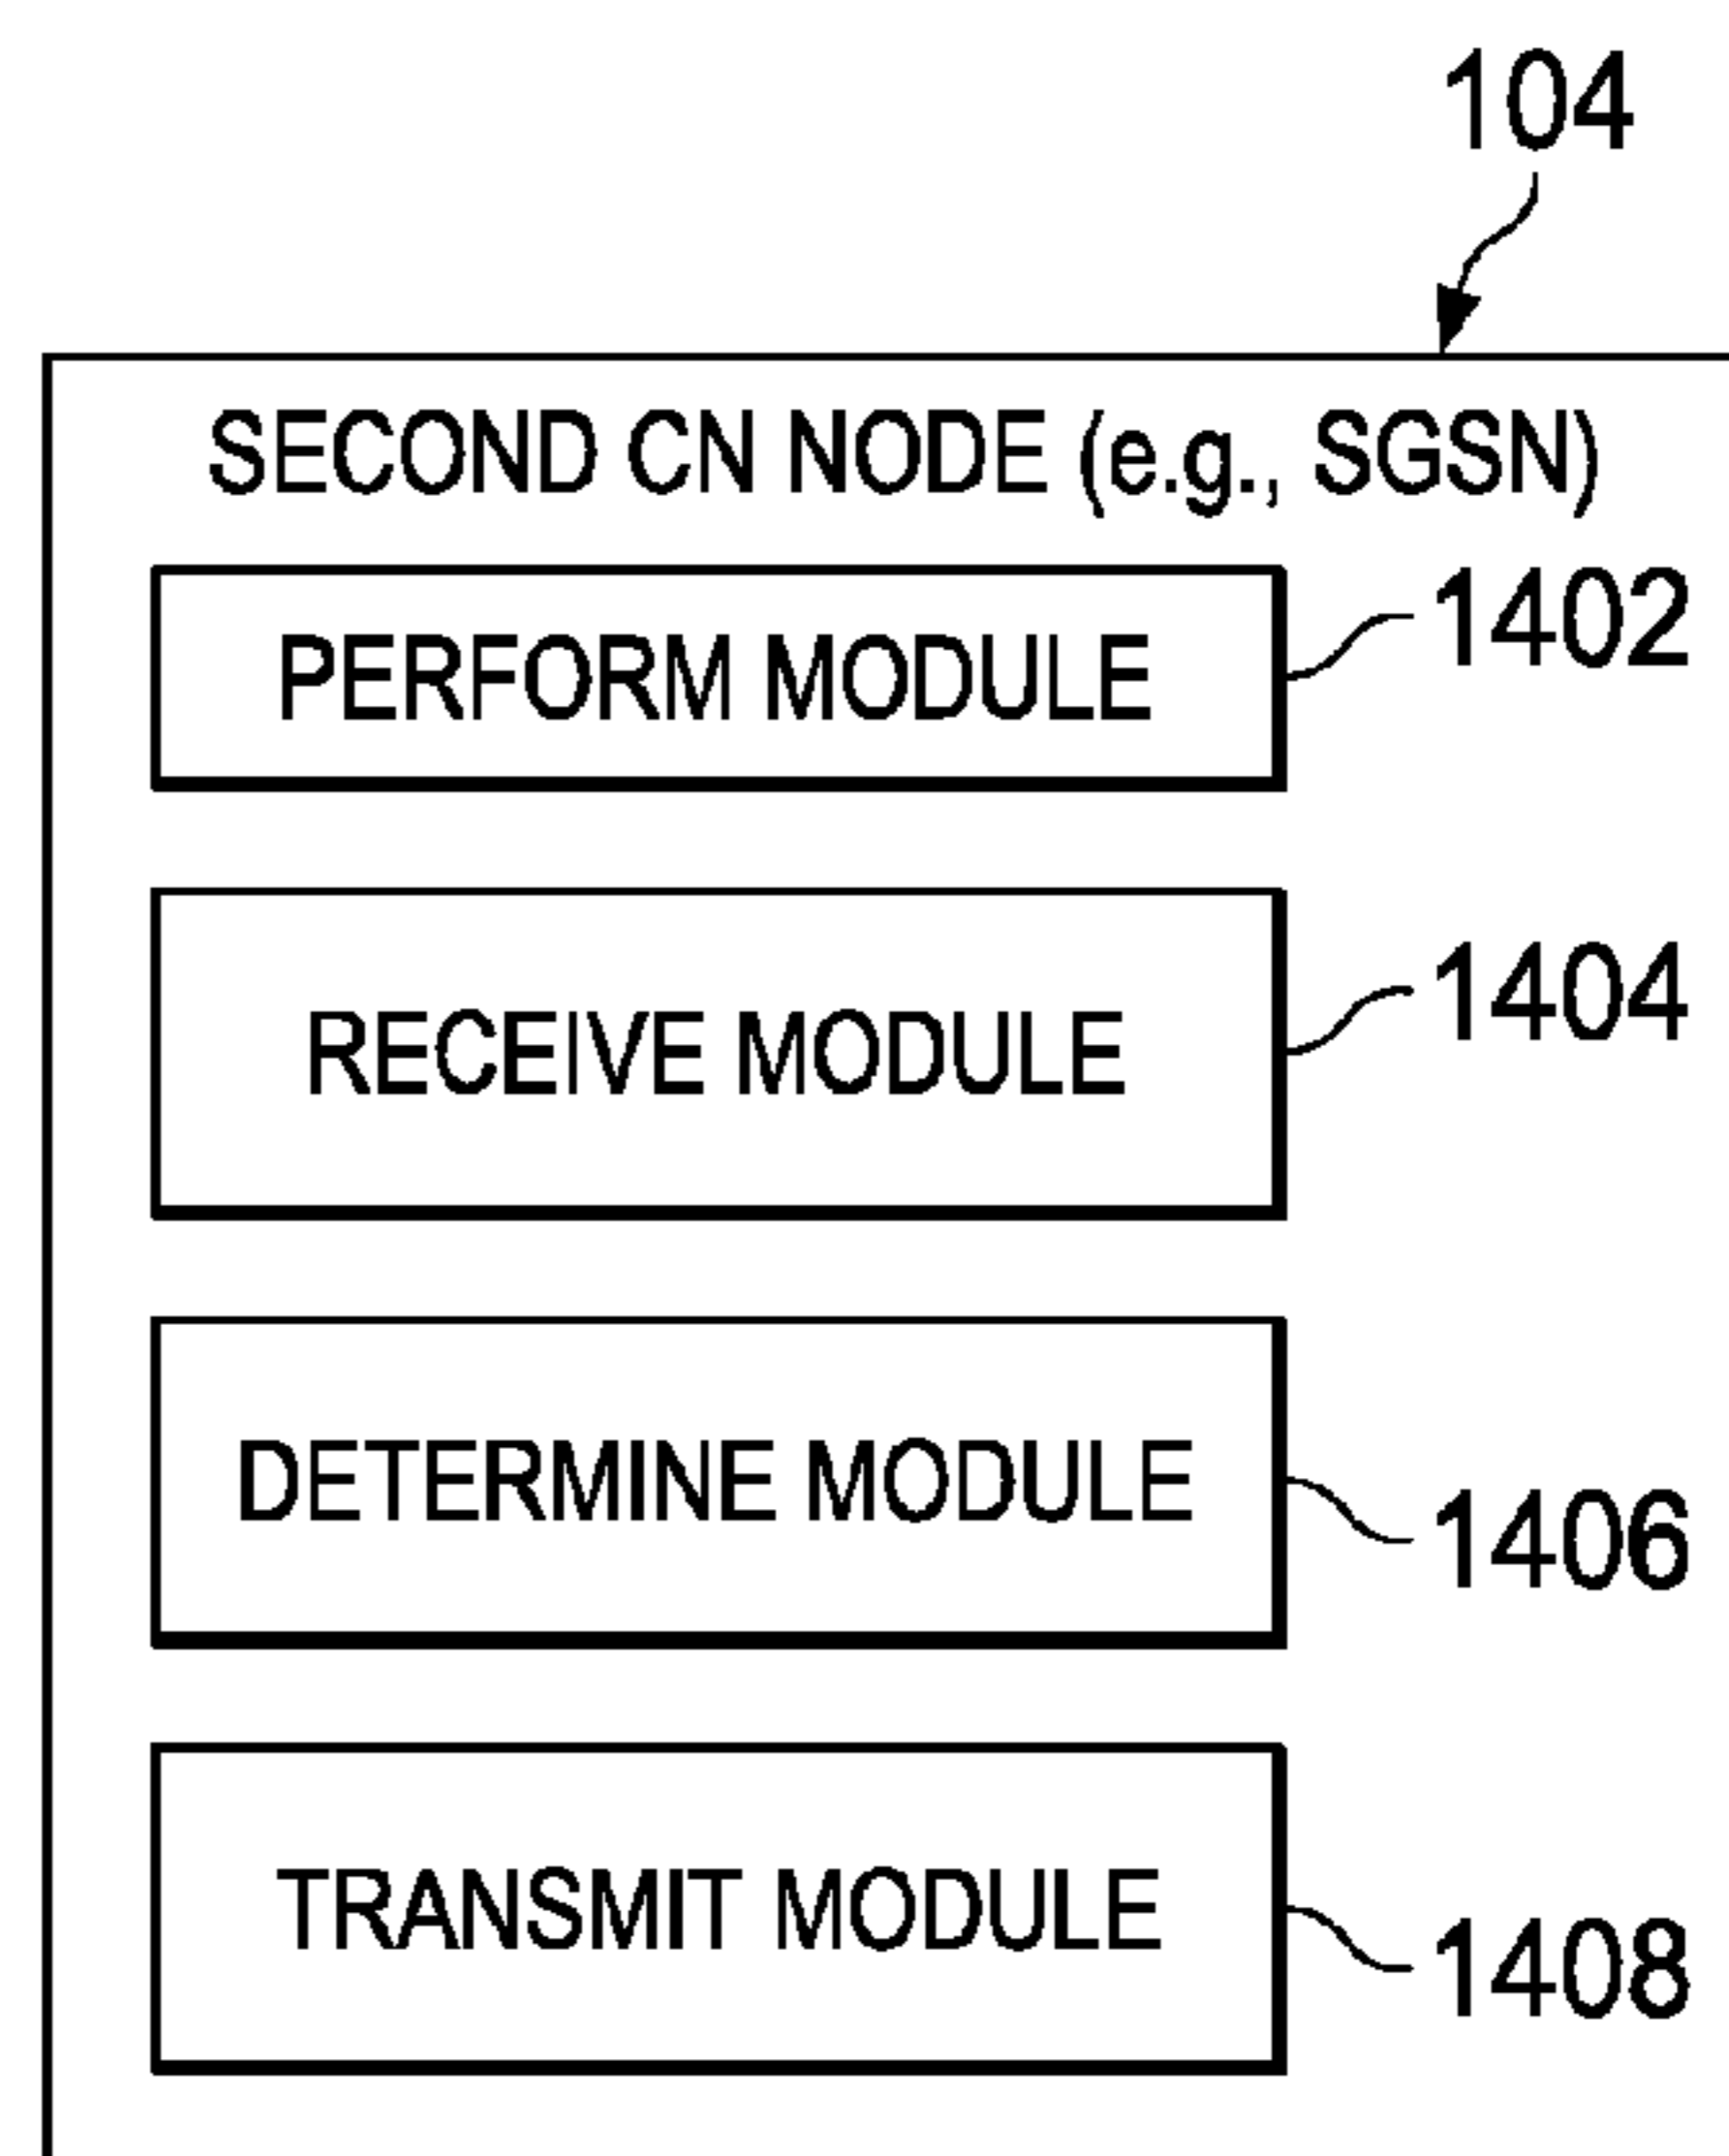 104
SECOND CN NODE (e.g., SGSN)
PERFORM MODULE
1402
RECEIVE MODULE
1404
DETERMINE MODULE
1406
TRANSMIT MODULE
1408